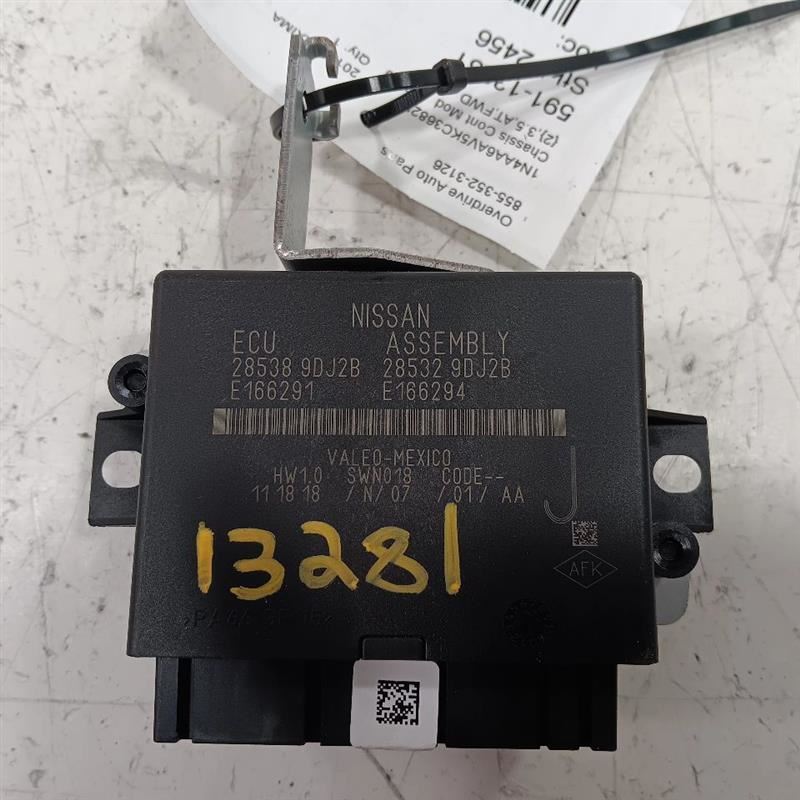 Overdrive Auto Parts
855-352-3126
1N4AA6AV5KC3682
Chassis Cont Mod
(2),3.5,AT.FWD
2456
NISSAN
ECU ASSEMBLY
28538 9DJ2B 28532 9DJ2B
E166291 E166294
VALEO-MEXICO
HW1.0 SWN018 CODE--
11 18 18 /N/07 /01/ AA
J
AFK
13281